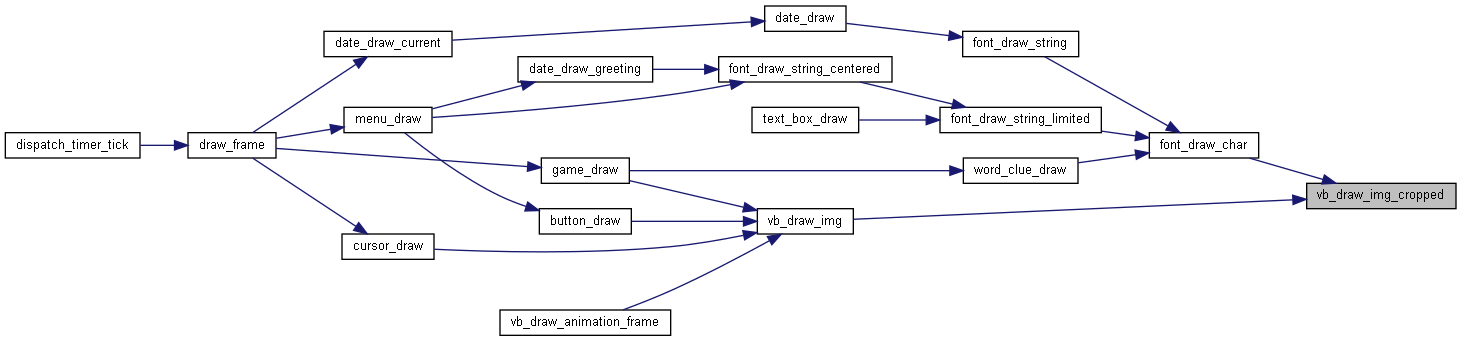 date_draw
date_draw_current
font_draw_string
date_draw_greeting
font_draw_string_centered
menu_draw
text_box_draw
font_draw_string_limited
dispatch_timer_tick
draw_frame
font_draw_char
game_draw
word_clue_draw
vb_draw_img_cropped
button_draw
vb_draw_img
cursor_draw
vb_draw_animation_frame